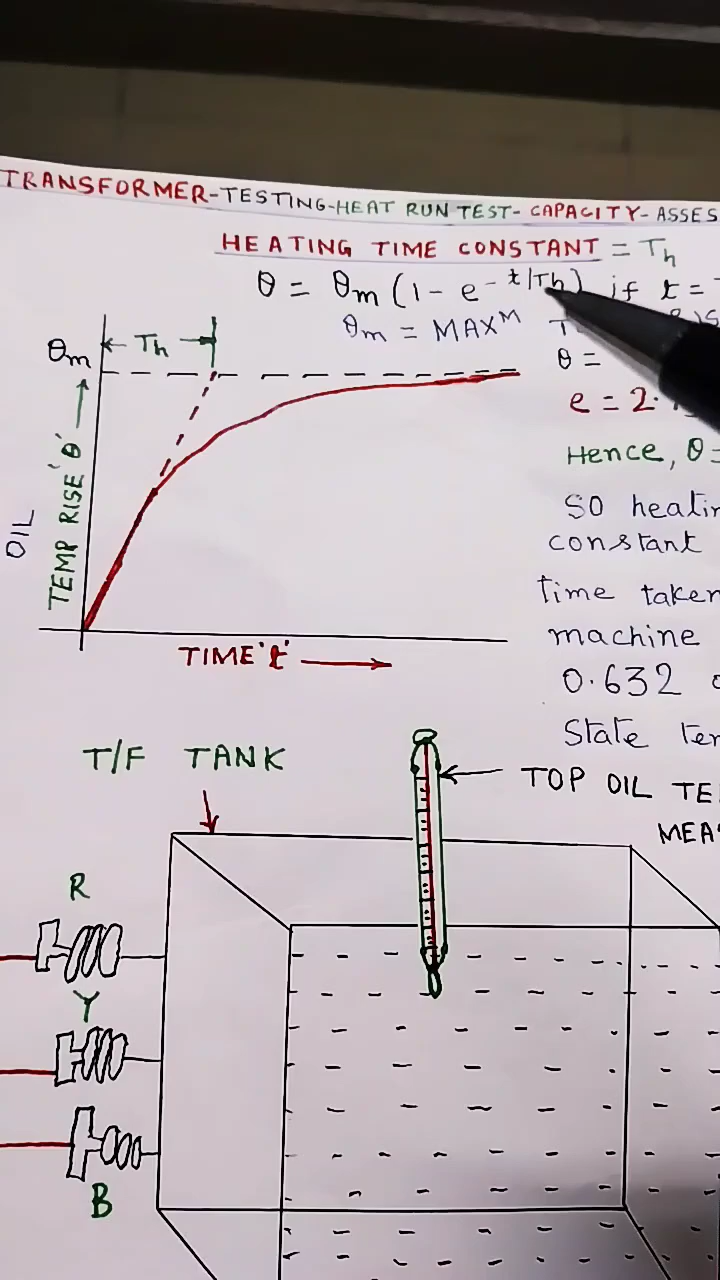 TRANSFORMER-TESTING-HEAT RUN TEST- CAPACITY- ASSES
HEATING TIME CONSTANT = Th
θ = θm (1 - e^-t/Th) if t =
θm = MAX^M
θm
Th
θ =
e = 2.
Hence, θ =
SO heatin
constant
time taken
machine
0.632
State ter
OIL
TEMP RISE 'θ'
TIME 't'
T/F TANK
TOP OIL TE
MEAS
R
Y
B